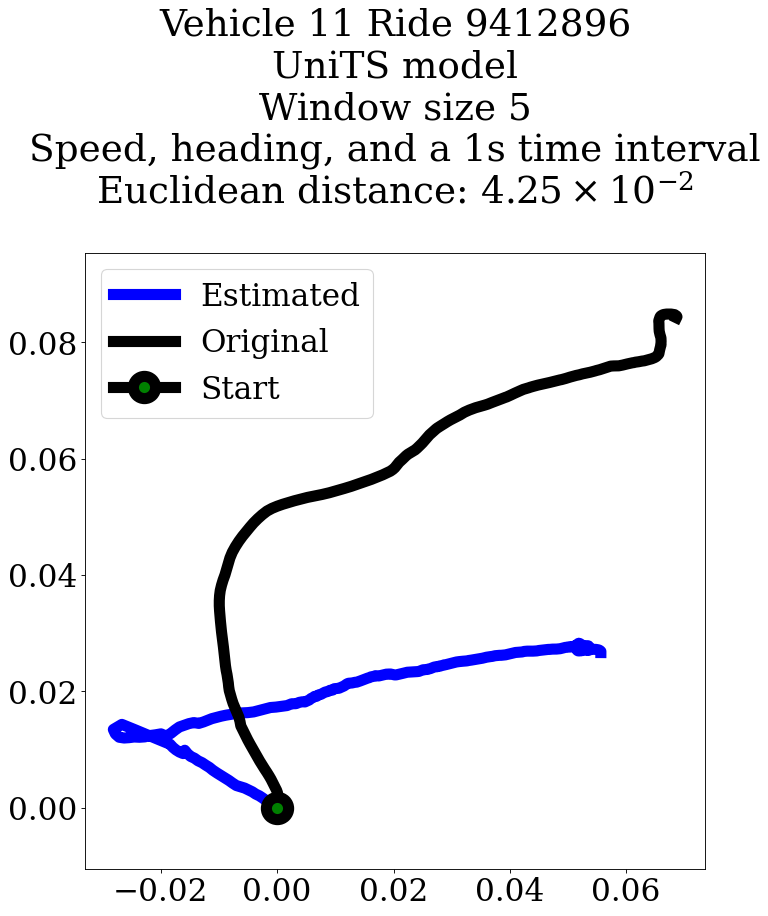 Vehicle 11 Ride 9412896
UniTS model
Window size 5
Speed, heading, and a 1s time interval
Euclidean distance: 4.25 × 10⁻²
Estimated
Original
Start
0.08
0.06
0.04
0.02
0.00
−0.02 0.00 0.02 0.04 0.06